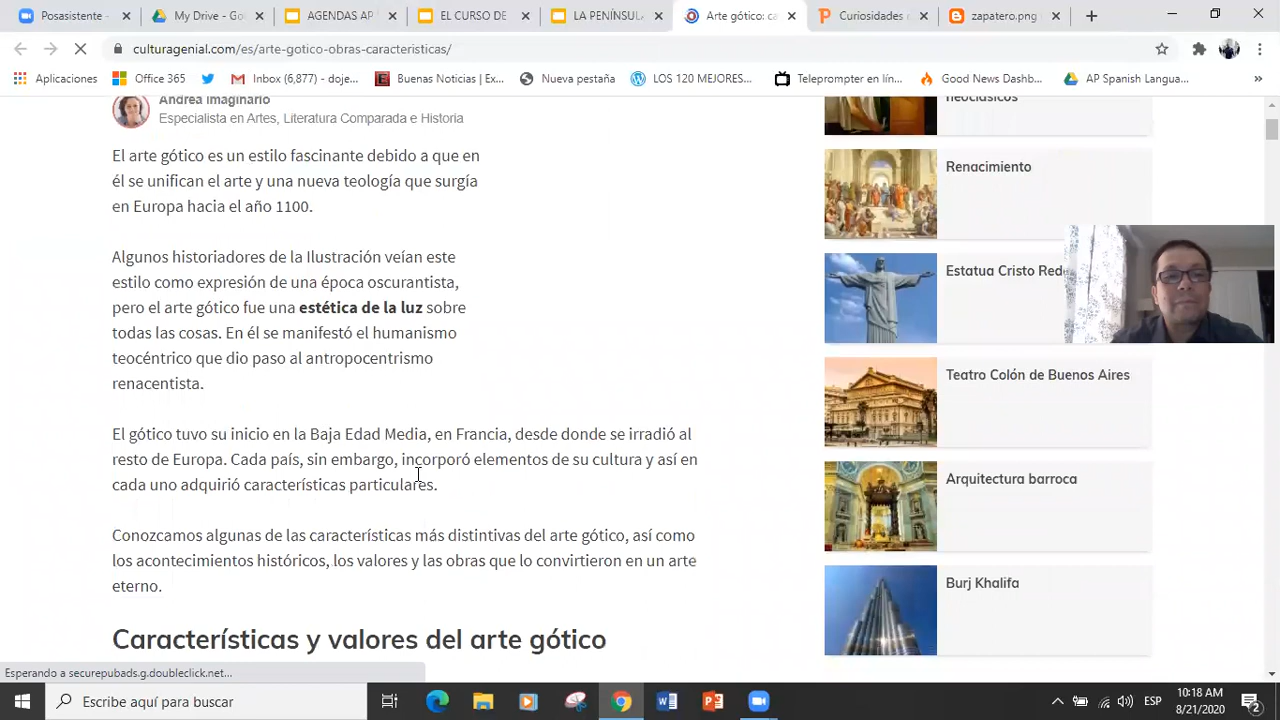 Posasistente -
My Drive - Go
AGENDAS AP
EL CURSO DE
LA PENÍNSUL
Arte gótico: ca
Curiosidades
zapatero.png
culturagenial.com/es/arte-gotico-obras-caracteristicas/
Aplicaciones
Office 365
Inbox (6,877) - doje...
Buenas Noticias | Ex...
Nueva pestaña
LOS 120 MEJORES...
Teleprompter en lín...
Good News Dashb...
AP Spanish Langua...
Andrea Imaginario
Especialista en Artes, Literatura Comparada e Historia
El arte gótico es un estilo fascinante debido a que en
él se unifican el arte y una nueva teología que surgía
en Europa hacia el año 1100.
Algunos historiadores de la Ilustración veían este
estilo como expresión de una época oscurantista,
pero el arte gótico fue una estética de la luz sobre
todas las cosas. En él se manifestó el humanismo
teocéntrico que dio paso al antropocentrismo
renacentista.
El gótico tuvo su inicio en la Baja Edad Media, en Francia, desde donde se irradió al
resto de Europa. Cada país, sin embargo, incorporó elementos de su cultura y así en
cada uno adquirió características particulares.
Conozcamos algunas de las características más distintivas del arte gótico, así como
los acontecimientos históricos, los valores y las obras que lo convirtieron en un arte
eterno.
Características y valores del arte gótico
neoclásicos
Renacimiento
Estatua Cristo Rede
Teatro Colón de Buenos Aires
Arquitectura barroca
Burj Khalifa
Esperando a securepubads.g.doubleclick.net...
Escribe aquí para buscar
ESP
10:18 AM
8/21/2020
2